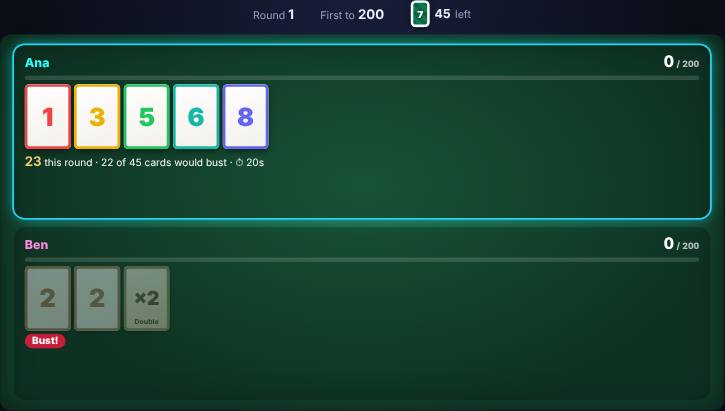 Round 1 First to 200 7 45 left
Ana 0 / 200
1 3 5 6 8
23 this round · 22 of 45 cards would bust · ⏱ 20s
Ben 0 / 200
2 2 ×2
Double
Bust!